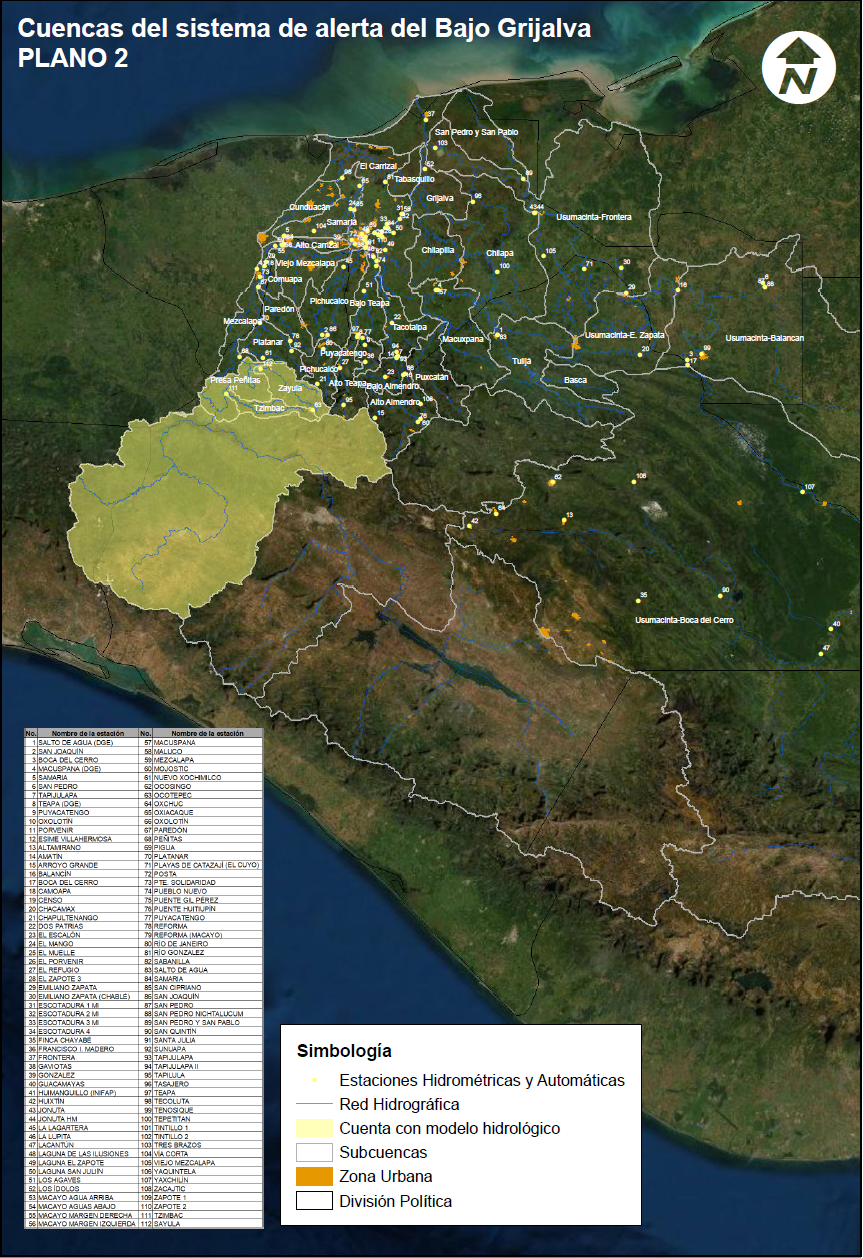 Cuencas del sistema de alerta del Bajo Grijalva
PLANO 2
N
San Pedro y San Pablo
El Carrizal
Tabasquillo
Grijalva
Cunduacán
Samaria
Usumacinta-Frontera
Alto Carrizal
Chilapilla
Chilapa
Viejo Mezcalapa
Comuapa
Pichucalco
Bajo Teapa
Paredón
Mezcalapa
Tacotalpa
Macuxpana
Usumacinta-E. Zapata
Usumacinta-Balancan
Platanar
Puyacatengo
Tulijá
Pichucalco
Presa Peñitas
Zayula
Alto Teapa
Bajo Almendro
Puxcatán
Basca
Tzimbac
Alto Almendro
Usumacinta-Boca del Cerro
No. Nombre de la estación No. Nombre de la estación
1 SALTO DE AGUA (DGE) 57 MACUSPANA
2 SAN JOAQUÍN 58 MALUCO
3 BOCA DEL CERRO 59 MEZCALAPA
4 MACUSPANA (DGE) 60 MOJOSTIC
5 SAMARIA 61 NUEVO XOCHIMILCO
6 SAN PEDRO 62 OCOSINGO
7 TAPIJULAPA 63 OCOTEPEC
8 TEAPA (DGE) 64 OXCHUC
9 PUYACATENGO 65 OXIACAQUE
10 OXOLOTÍN 66 OXOLOTÍN
11 PORVENIR 67 PAREDÓN
12 ESIME VILLAHERMOSA 68 PEÑITAS
13 ALTAMIRANO 69 PIGUA
14 AMATÍN 70 PLATANAR
15 ARROYO GRANDE 71 PLAYAS DE CATAZAJÍ (EL CUYO)
16 BALANCÍN 72 POSTA
17 BOCA DEL CERRO 73 PTE. SOLIDARIDAD
18 CAMOAPA 74 PUEBLO NUEVO
19 CENSO 75 PUENTE GIL PÉREZ
20 CHACAMAX 76 PUENTE HUITIUPÍN
21 CHAPULTENANGO 77 PUYACATENGO
22 DOS PATRIAS 78 REFORMA
23 EL ESCALÓN 79 REFORMA (MACAYO)
24 EL MANGO 80 RÍO DE JANEIRO
25 EL MUELLE 81 RÍO GONZALEZ
26 EL PORVENIR 82 SABANILLA
27 EL REFUGIO 83 SALTO DE AGUA
28 EL ZAPOTE 3 84 SAMARIA
29 EMILIANO ZAPATA 85 SAN CIPRIANO
30 EMILIANO ZAPATA (CHABLÉ) 86 SAN JOAQUÍN
31 ESCOTADURA 1 MI 87 SAN PEDRO
32 ESCOTADURA 2 MI 88 SAN PEDRO NICHTALUCUM
33 ESCOTADURA 3 MI 89 SAN PEDRO Y SAN PABLO
34 ESCOTADURA 4 90 SAN QUINTÍN
35 FINCA CHAYABÉ 91 SANTA JULIA
36 FRANCISCO I. MADERO 92 SUNUAPA
37 FRONTERA 93 TAPIJULAPA
38 GAVIOTAS 94 TAPIJULAPA II
39 GONZALEZ 95 TAPILULA
40 GUACAMAYAS 96 TASAJERO
41 HUIMANGUILLO (INIFAP) 97 TEAPA
42 HUIXTÍN 98 TECOLUTA
43 JONUTA 99 TENOSIQUE
44 JONUTA HM 100 TEPETITAN
45 LA LAGARTERA 101 TINTILLO 1
46 LA LUPITA 102 TINTILLO 2
47 LACANTÚN 103 TRES BRAZOS
48 LAGUNA DE LAS ILUSIONES 104 VÍA CORTA
49 LAGUNA EL ZAPOTE 105 VIEJO MEZCALAPA
50 LAGUNA SAN JULÍN 106 YAQUINTELA
51 LOS AGAVES 107 YAXCHILÍN
52 LOS ÍDOLOS 108 ZACAJTIC
53 MACAYO AGUA ARRIBA 109 ZAPOTE 1
54 MACAYO AGUAS ABAJO 110 ZAPOTE 2
55 MACAYO MARGEN DERECHA 111 TZIMBAC
56 MACAYO MARGEN IZQUIERDA 112 SAYULA
Simbología
Estaciones Hidrométricas y Automáticas
Red Hidrográfica
Cuenta con modelo hidrológico
Subcuencas
Zona Urbana
División Política